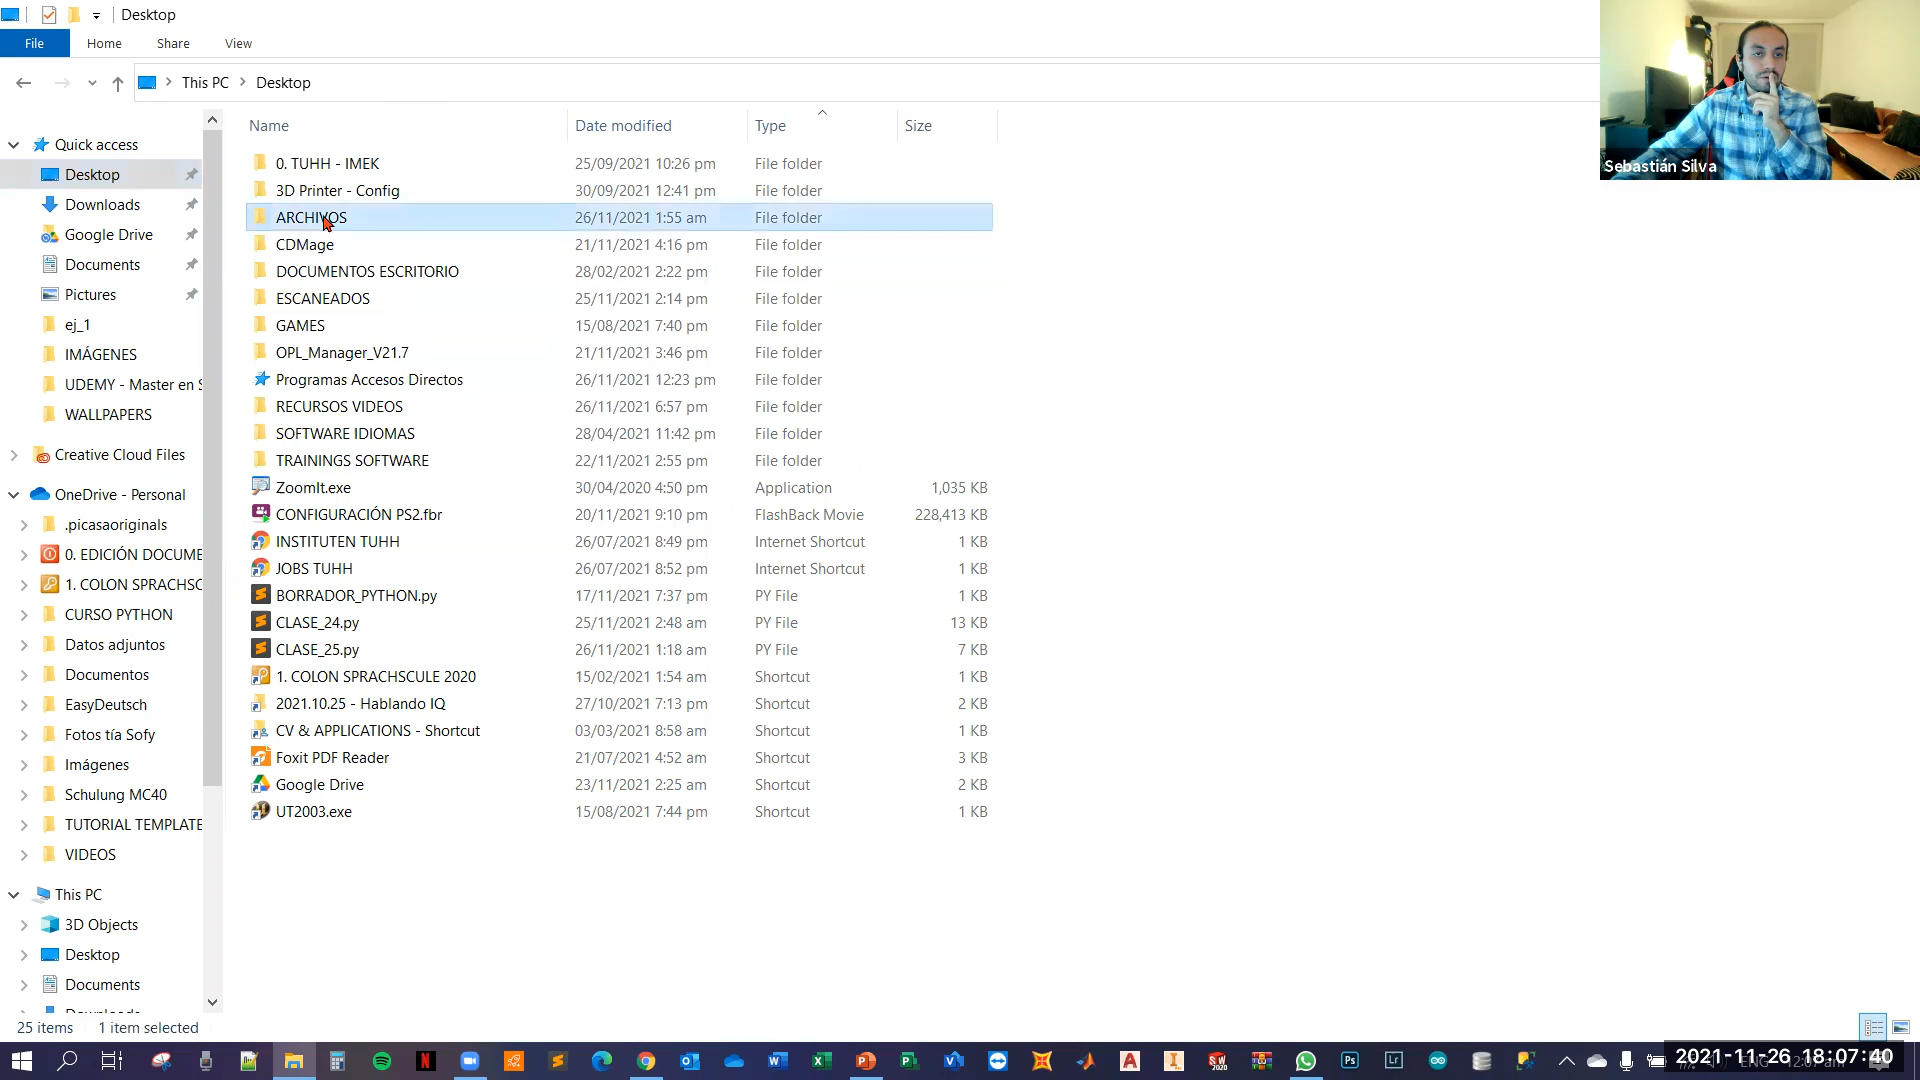 Desktop
File Home Share View
This PC Desktop
Name Date modified Type Size
Quick access
Desktop
Downloads
Google Drive
Documents
Pictures
ej_1
IMÁGENES
UDEMY - Master en S
WALLPAPERS
Creative Cloud Files
OneDrive - Personal
.picasaoriginals
0. EDICIÓN DOCUME
1. COLON SPRACHSC
CURSO PYTHON
Datos adjuntos
Documentos
EasyDeutsch
Fotos tía Sofy
Imágenes
Schulung MC40
TUTORIAL TEMPLATE
VIDEOS
This PC
3D Objects
Desktop
Documents
0. TUHH - IMEK 25/09/2021 10:26 pm File folder
3D Printer - Config 30/09/2021 12:41 pm File folder
ARCHIVOS 26/11/2021 1:55 am File folder
CDMage 21/11/2021 4:16 pm File folder
DOCUMENTOS ESCRITORIO 28/02/2021 2:22 pm File folder
ESCANEADOS 25/11/2021 2:14 pm File folder
GAMES 15/08/2021 7:40 pm File folder
OPL_Manager_V21.7 21/11/2021 3:46 pm File folder
Programas Accesos Directos 26/11/2021 12:23 pm File folder
RECURSOS VIDEOS 26/11/2021 6:57 pm File folder
SOFTWARE IDIOMAS 28/04/2021 11:42 pm File folder
TRAININGS SOFTWARE 22/11/2021 2:55 pm File folder
ZoomIt.exe 30/04/2020 4:50 pm Application 1,035 KB
CONFIGURACIÓN PS2.fbr 20/11/2021 9:10 pm FlashBack Movie 228,413 KB
INSTITUTEN TUHH 26/07/2021 8:49 pm Internet Shortcut 1 KB
JOBS TUHH 26/07/2021 8:52 pm Internet Shortcut 1 KB
BORRADOR_PYTHON.py 17/11/2021 7:37 pm PY File 1 KB
CLASE_24.py 25/11/2021 2:48 am PY File 13 KB
CLASE_25.py 26/11/2021 1:18 am PY File 7 KB
1. COLON SPRACHSCULE 2020 15/02/2021 1:54 am Shortcut 1 KB
2021.10.25 - Hablando IQ 27/10/2021 7:13 pm Shortcut 2 KB
CV & APPLICATIONS - Shortcut 03/03/2021 8:58 am Shortcut 1 KB
Foxit PDF Reader 21/07/2021 4:52 am Shortcut 3 KB
Google Drive 23/11/2021 2:25 am Shortcut 2 KB
UT2003.exe 15/08/2021 7:44 pm Shortcut 1 KB
Sebastián Silva
25 items 1 item selected
2021-11-26 18:07:40